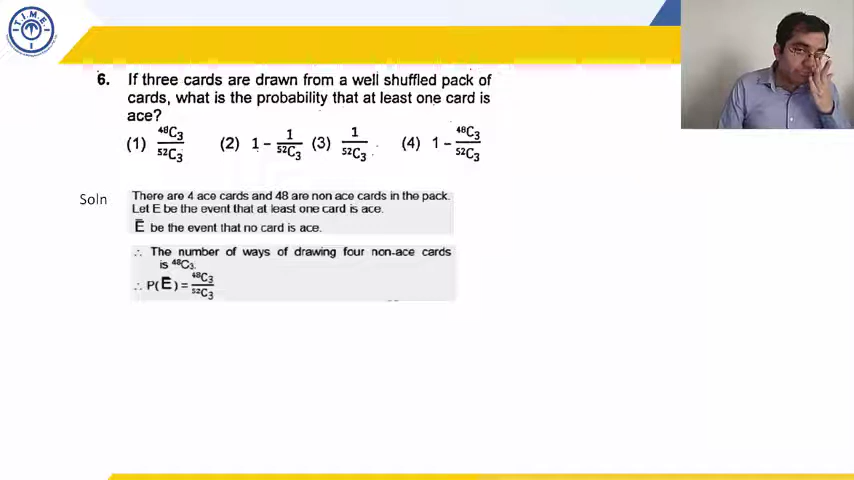 T.I.M.E.
6. If three cards are drawn from a well shuffled pack of
cards, what is the probability that at least one card is
ace?
(1) ⁴⁸C₃/⁵²C₃ (2) 1 − 1/⁵²C₃ (3) 1/⁵²C₃ (4) 1 − ⁴⁸C₃/⁵²C₃
Soln
There are 4 ace cards and 48 are non ace cards in the pack.
Let E be the event that at least one card is ace.
Ē be the event that no card is ace.
∴ The number of ways of drawing four non-ace cards
is ⁴⁸C₃.
∴ P(Ē) = ⁴⁸C₃/⁵²C₃